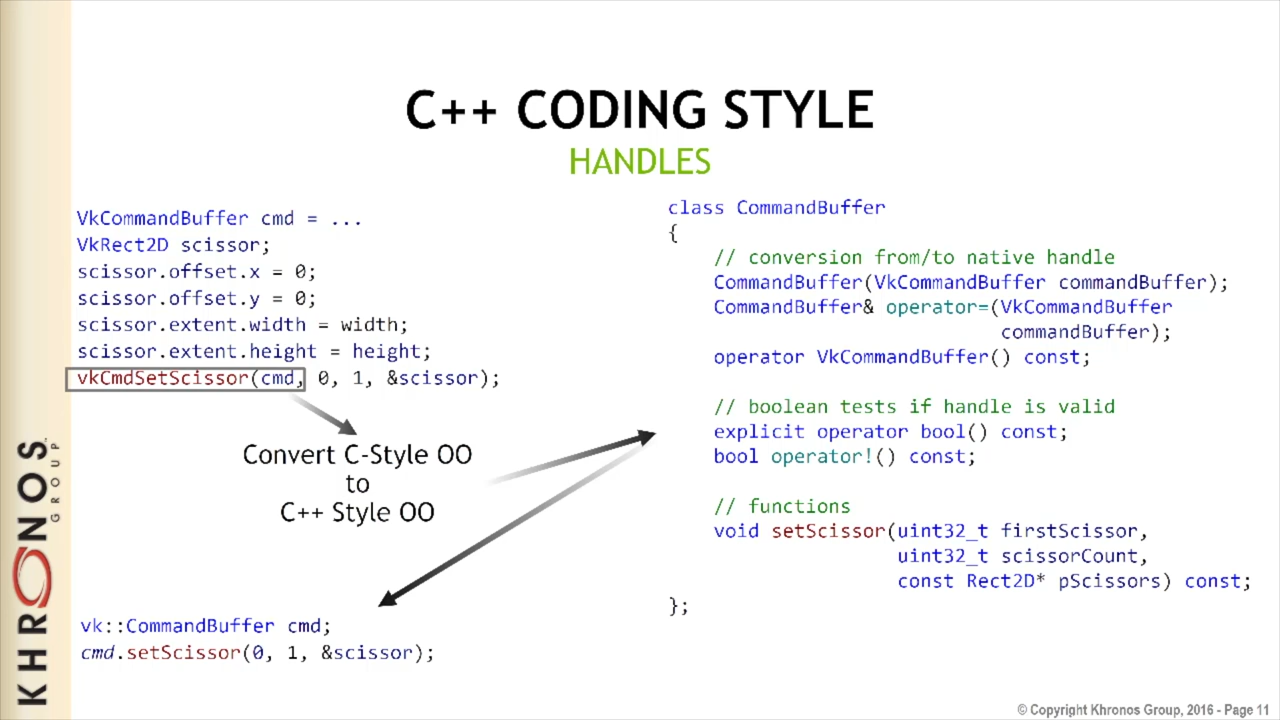 C++ CODING STYLE
HANDLES
VkCommandBuffer cmd = ...
VkRect2D scissor;
scissor.offset.x = 0;
scissor.offset.y = 0;
scissor.extent.width = width;
scissor.extent.height = height;
vkCmdSetScissor(cmd, 0, 1, &scissor);
Convert C-Style OO
to
C++ Style OO
vk::CommandBuffer cmd;
cmd.setScissor(0, 1, &scissor);
class CommandBuffer
{
// conversion from/to native handle
CommandBuffer(VkCommandBuffer commandBuffer);
CommandBuffer& operator=(VkCommandBuffer
commandBuffer);
operator VkCommandBuffer() const;
// boolean tests if handle is valid
explicit operator bool() const;
bool operator!() const;
// functions
void setScissor(uint32_t firstScissor,
uint32_t scissorCount,
const Rect2D* pScissors) const;
};
KHRONOS
GROUP
© Copyright Khronos Group, 2016 - Page 11